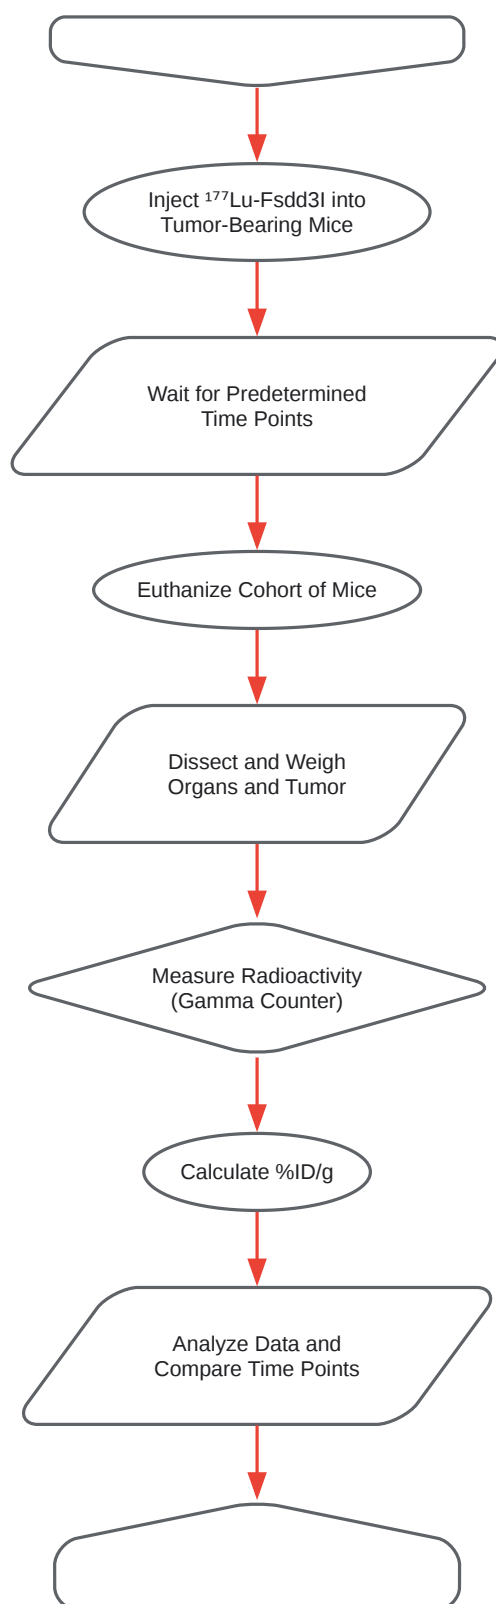 Inject ¹⁷⁷Lu-Fsdd3I into
Tumor-Bearing Mice
Wait for Predetermined
Time Points
Euthanize Cohort of Mice
Dissect and Weigh
Organs and Tumor
Measure Radioactivity
(Gamma Counter)
Calculate %ID/g
Analyze Data and
Compare Time Points